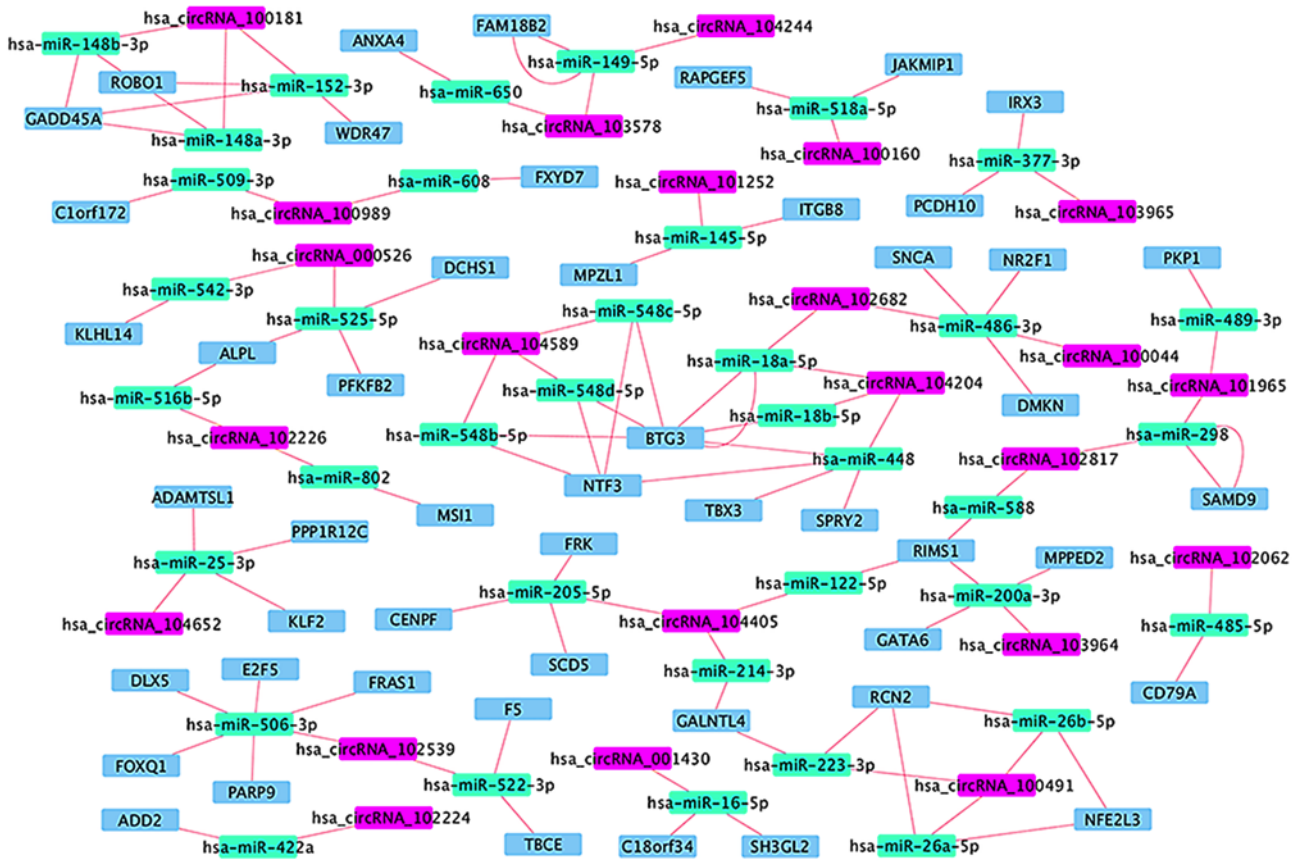 hsa_circRNA_100181
hsa-miR-148b-3p
ROBO1
hsa-miR-152-3p
GADD45A
WDR47
hsa-miR-148a-3p
ANXA4
FAM18B2
hsa_circRNA_104244
hsa-miR-149-5p
hsa-miR-650
hsa_circRNA_103578
RAPGEF5
JAKMIP1
hsa-miR-518a-5p
hsa_circRNA_100160
IRX3
hsa-miR-377-3p
PCDH10
hsa_circRNA_103965
hsa-miR-509-3p
hsa-miR-608
FXYD7
C1orf172
hsa_circRNA_100989
hsa_circRNA_101252
ITGB8
hsa-miR-145-5p
MPZL1
hsa_circRNA_000526
DCHS1
hsa-miR-542-3p
hsa-miR-525-5p
KLHL14
ALPL
PFKFB2
hsa-miR-516b-5p
hsa_circRNA_102226
hsa-miR-802
MSI1
hsa-miR-548c-5p
hsa_circRNA_104589
hsa-miR-548d-5p
hsa-miR-548b-5p
BTG3
NTF3
hsa_circRNA_102682
hsa-miR-18a-5p
hsa_circRNA_104204
hsa-miR-18b-5p
hsa-miR-448
TBX3
SPRY2
SNCA
NR2F1
hsa-miR-486-3p
hsa_circRNA_100044
DMKN
PKP1
hsa-miR-489-3p
hsa_circRNA_101965
hsa-miR-298
hsa_circRNA_102817
SAMD9
hsa-miR-588
RIMS1
MPPED2
hsa-miR-200a-3p
GATA6
hsa_circRNA_103964
hsa_circRNA_102062
hsa-miR-485-5p
CD79A
ADAMTSL1
PPP1R12C
hsa-miR-25-3p
hsa_circRNA_104652
KLF2
FRK
hsa-miR-205-5p
CENPF
SCD5
hsa-miR-122-5p
hsa_circRNA_104405
hsa-miR-214-3p
GALNTL4
E2F5
DLX5
FRAS1
hsa-miR-506-3p
FOXQ1
hsa_circRNA_102539
PARP9
F5
hsa-miR-522-3p
ADD2
hsa_circRNA_102224
hsa-miR-422a
TBCE
hsa_circRNA_001430
hsa-miR-16-5p
C18orf34
SH3GL2
RCN2
hsa-miR-26b-5p
hsa-miR-223-3p
hsa_circRNA_100491
NFE2L3
hsa-miR-26a-5p